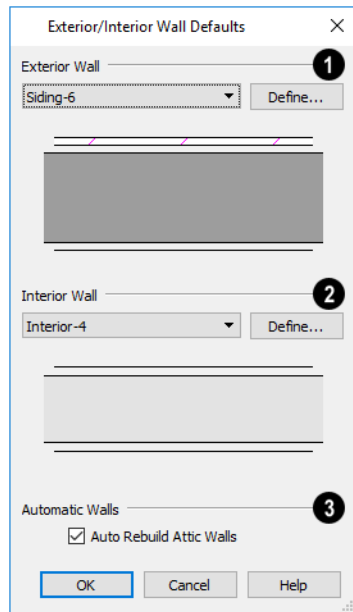 Exterior/Interior Wall Defaults
Exterior Wall 1
Siding-6 Define...
Interior Wall 2
Interior-4 Define...
Automatic Walls 3
Auto Rebuild Attic Walls
OK Cancel Help